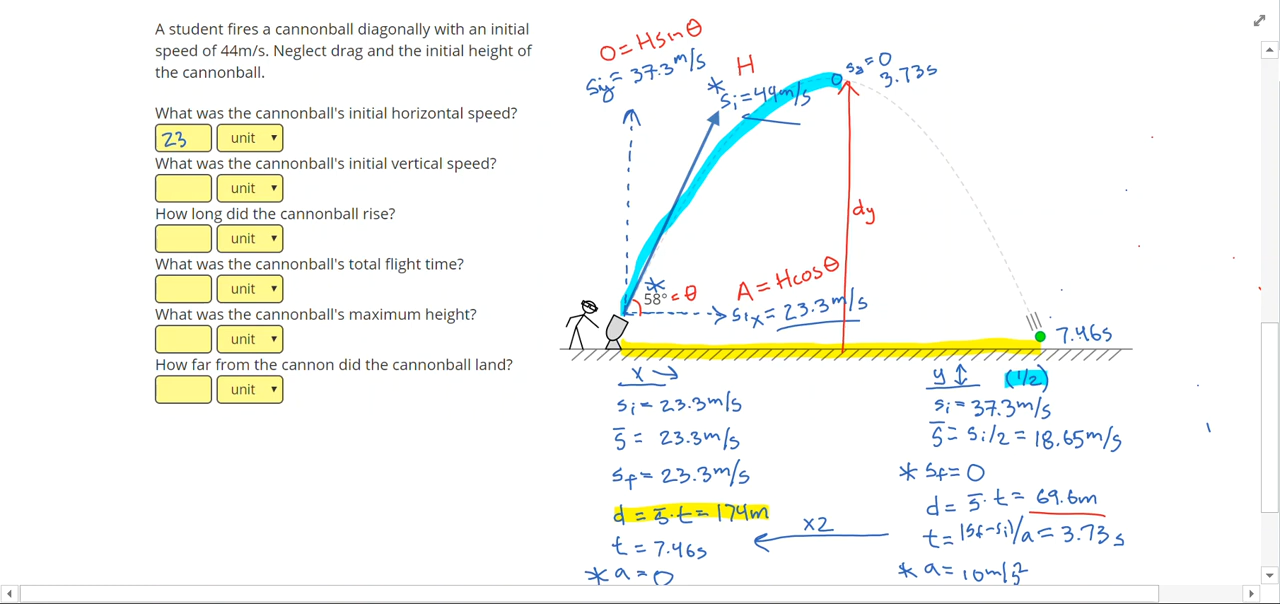 A student fires a cannonball diagonally with an initial
speed of 44m/s. Neglect drag and the initial height of
the cannonball.
What was the cannonball's initial horizontal speed?
23 unit
What was the cannonball's initial vertical speed?
unit
How long did the cannonball rise?
unit
What was the cannonball's total flight time?
unit
What was the cannonball's maximum height?
unit
How far from the cannon did the cannonball land?
unit
O = H sin θ
siy = 37.3 m/s
H
* si = 44 m/s
s2 = 0
3.73s
dy
*
58° = θ
A = H cos θ
six = 23.3 m/s
7.46s
x →
si = 23.3 m/s
s̄ = 23.3 m/s
sf = 23.3 m/s
d = s̄·t = 174m
t = 7.46s
* a = 0
x2
y ↕ (1/2)
si = 37.3 m/s
s̄ = si/2 = 18.65 m/s
* sf = 0
d = s̄·t = 69.6m
t = |sf-si|/a = 3.73s
* a = 10 m/s²